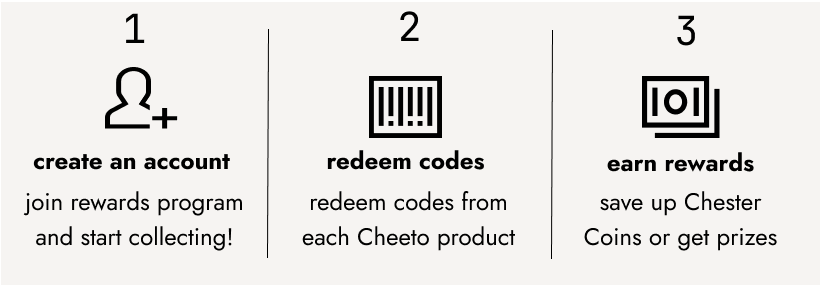 1
create an account
join rewards program
and start collecting!
2
redeem codes
redeem codes from
each Cheeto product
3
earn rewards
save up Chester
Coins or get prizes